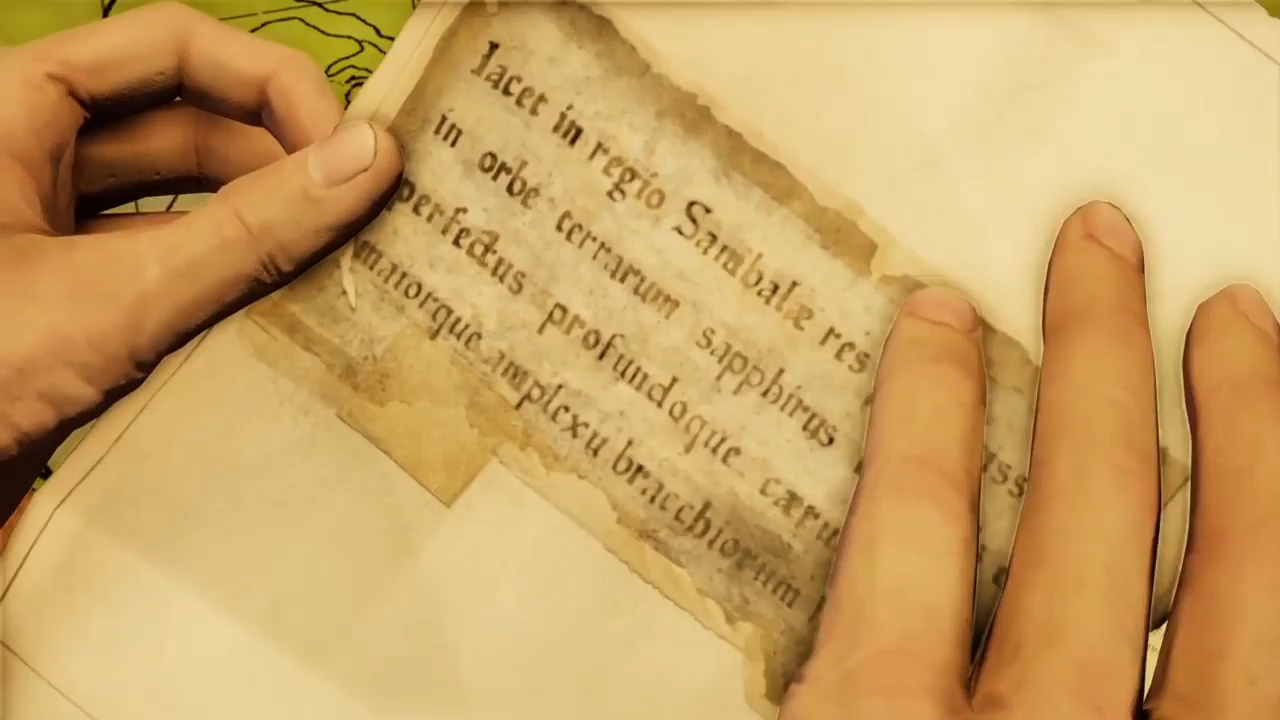 Iacet in regio Sambalæ res
in orbe terrarum sapphirus
perfectus profundoque
maiorque amplexu bracchiorum